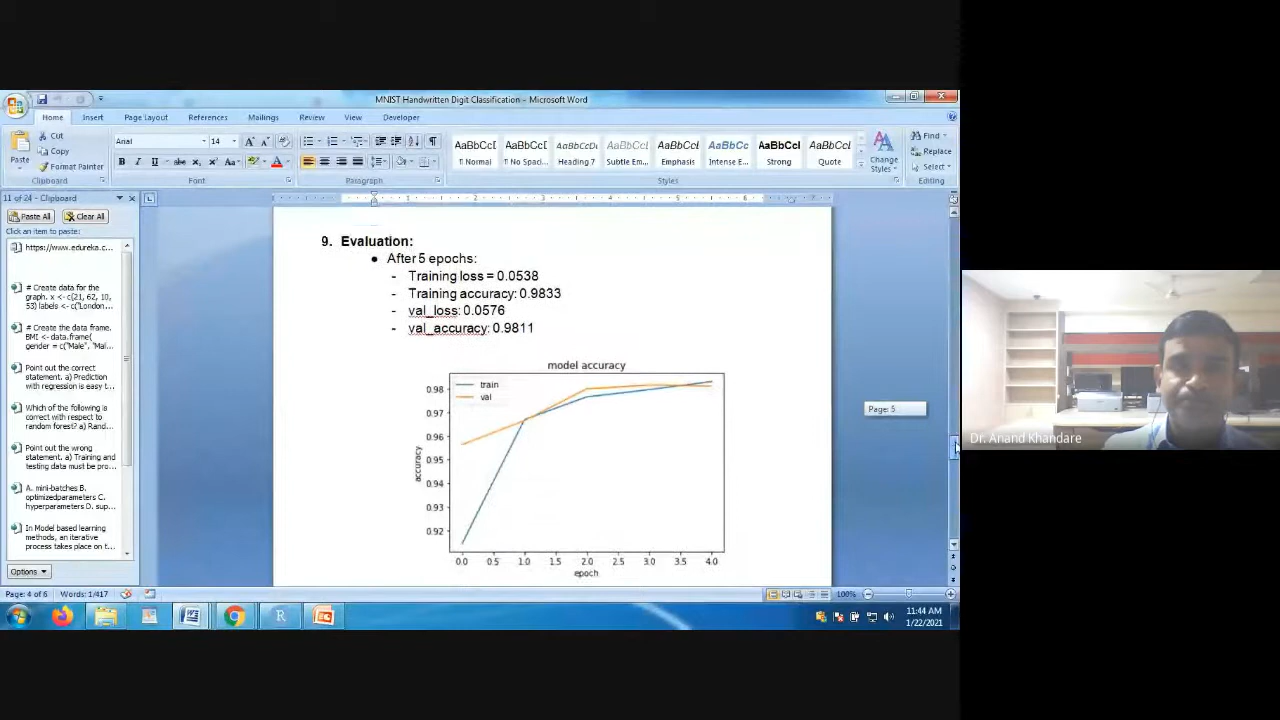 MNIST Handwritten Digit Classification - Microsoft Word
Home Insert Page Layout References Mailings Review View Developer
Paste
Cut
Copy
Format Painter
Clipboard
Arial 14
Font
Paragraph
AaBbCcI AaBbCcI AaBbCcDc AaBbCcI AaBbCcI AaBbCc AaBbCcI AaBbCcI
¶ Normal ¶ No Spaci... Heading 7 Subtle Em... Emphasis Intense E... Strong Quote
Change Styles
Styles
Find
Replace
Select
Editing
11 of 24 - Clipboard
Paste All Clear All
Click an item to paste:
https://www.edureka.c...
# Create data for the
graph. x <- c(21, 62, 10,
53) labels <- c("London...
# Create the data frame.
BMI <- data.frame(
gender = c("Male", "Mal...
Point out the correct
statement. a) Prediction
with regression is easy t...
Which of the following is
correct with respect to
random forest? a) Rand...
Point out the wrong
statement. a) Training and
testing data must be pro...
A. mini-batches B.
optimizedparameters C.
hyperparameters D. sup...
In Model based learning
methods, an iterative
process takes place on t...
Options
9. Evaluation:
● After 5 epochs:
- Training loss = 0.0538
- Training accuracy: 0.9833
- val_loss: 0.0576
- val_accuracy: 0.9811
model accuracy
train
val
0.98
0.97
0.96
0.95
0.94
0.93
0.92
accuracy
0.0 0.5 1.0 1.5 2.0 2.5 3.0 3.5 4.0
epoch
Page: 5
Dr. Anand Khandare
Page: 4 of 6 Words: 1/417
100%
11:44 AM
1/22/2021